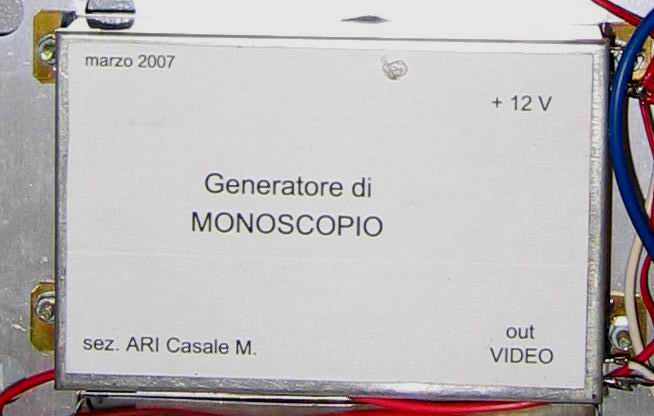 marzo 2007
+ 12 V
Generatore di
MONOSCOPIO
sez. ARI Casale M.
out
VIDEO